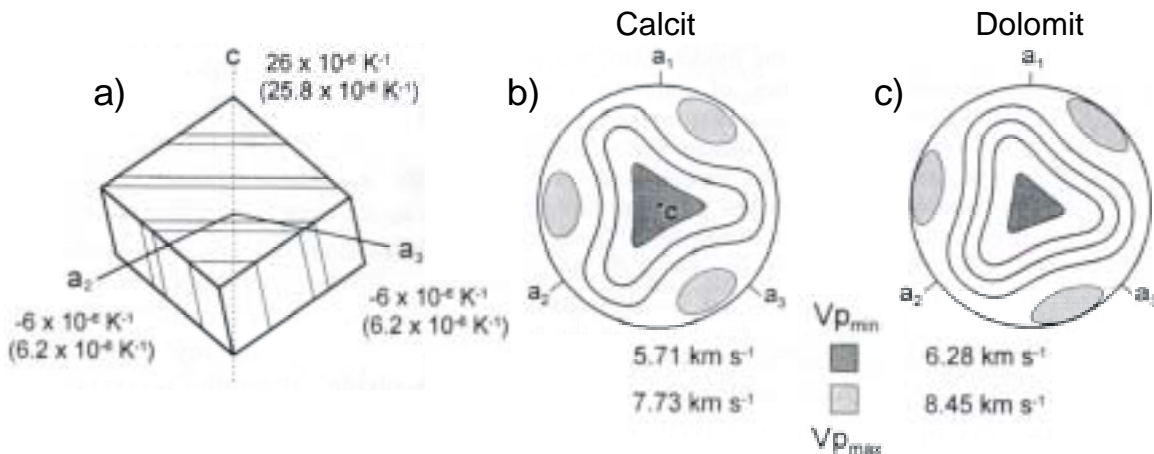 Calcit
Dolomit
a)
c
26 x 10⁻⁶ K⁻¹
(25.8 x 10⁻⁶ K⁻¹)
b)
a₁
c)
a₁
c
a₂
a₃
a₂
a₃
a₂
a₃
-6 x 10⁻⁶ K⁻¹
(6.2 x 10⁻⁶ K⁻¹)
-6 x 10⁻⁶ K⁻¹
(6.2 x 10⁻⁶ K⁻¹)
Vpmin
5.71 km s⁻¹
6.28 km s⁻¹
7.73 km s⁻¹
8.45 km s⁻¹
Vpmax